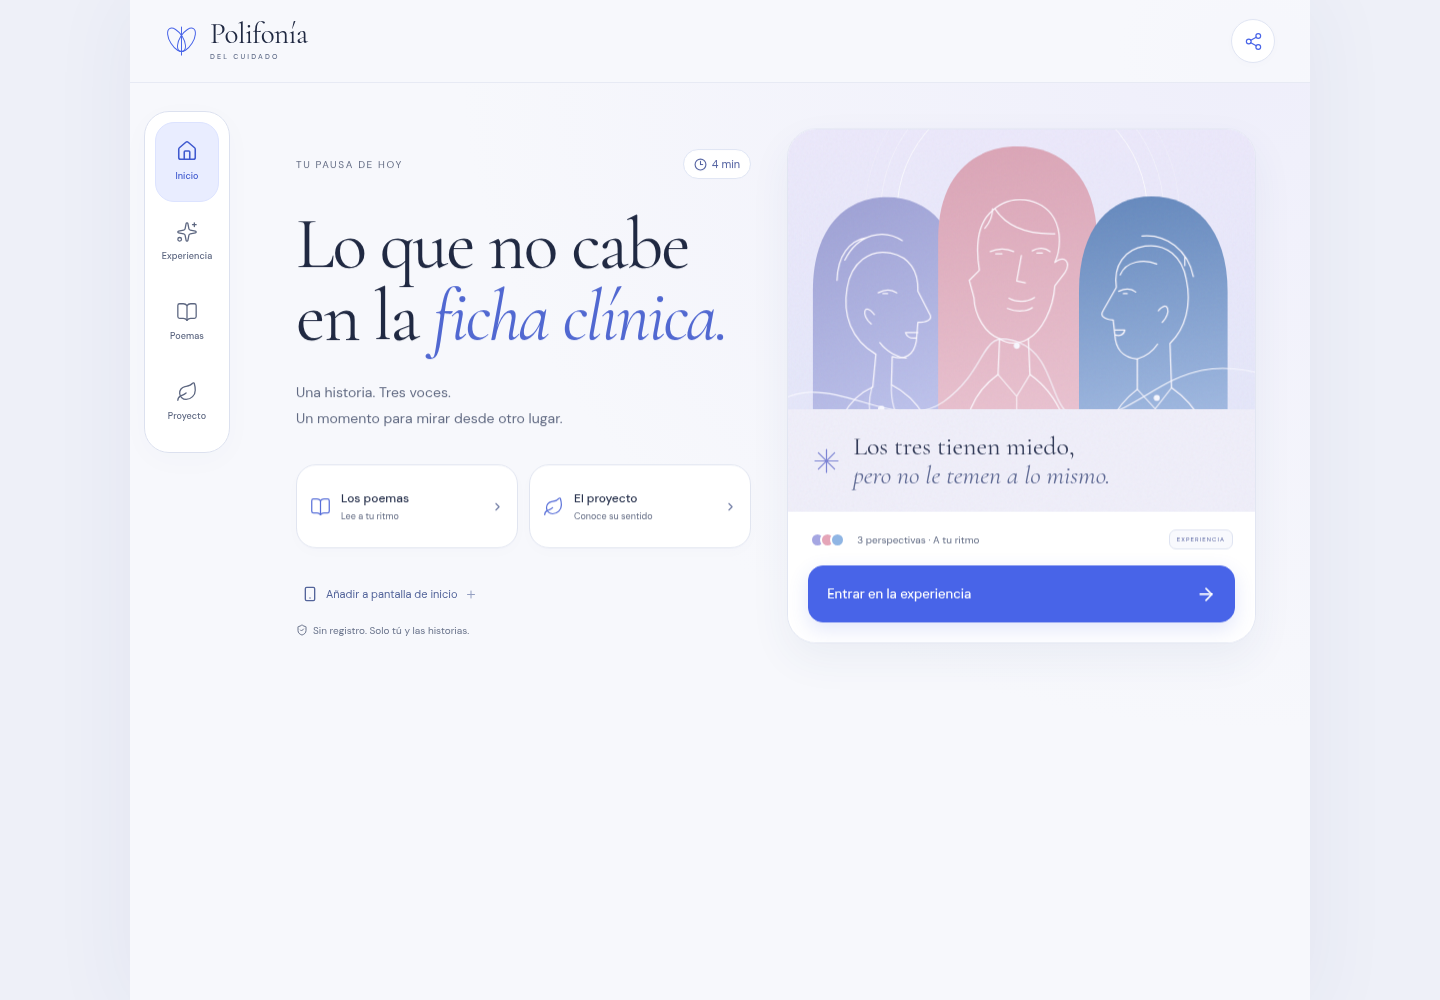 Polifonía
DEL CUIDADO
Inicio
Experiencia
Poemas
Proyecto
TU PAUSA DE HOY
4 min
Lo que no cabe
en la ficha clínica.
Una historia. Tres voces.
Un momento para mirar desde otro lugar.
Los poemas
Lee a tu ritmo
El proyecto
Conoce su sentido
Añadir a pantalla de inicio
Sin registro. Solo tú y las historias.
Los tres tienen miedo,
pero no le temen a lo mismo.
3 perspectivas · A tu ritmo
EXPERIENCIA
Entrar en la experiencia